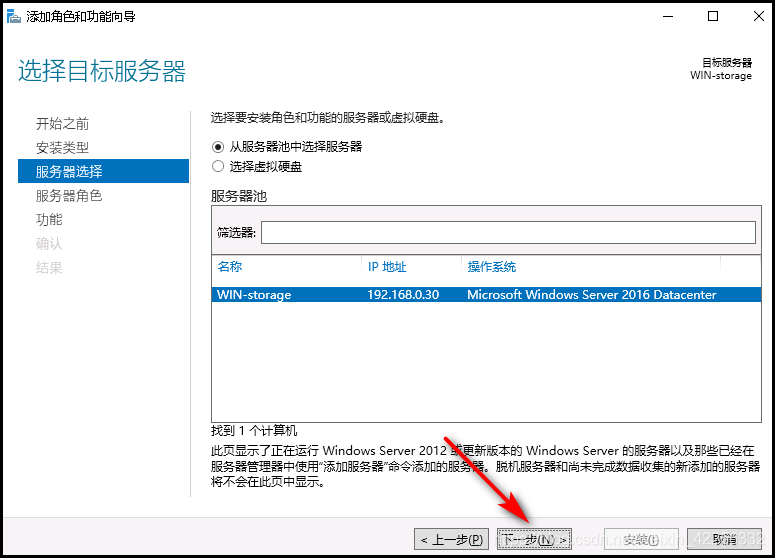 添加角色和功能向导
选择目标服务器
目标服务器
WIN-storage
开始之前
安装类型
服务器选择
服务器角色
功能
确认
结果
选择要安装角色和功能的服务器或虚拟硬盘。
从服务器池中选择服务器
选择虚拟硬盘
服务器池
筛选器:
名称 IP 地址 操作系统
WIN-storage 192.168.0.30 Microsoft Windows Server 2016 Datacenter
找到 1 个计算机
此页显示了正在运行 Windows Server 2012 或更新版本的 Windows Server 的服务器以及那些已经在
服务器管理器中使用"添加服务器"命令添加的服务器。脱机服务器和尚未完成数据收集的新添加的服务器
将不会在此页中显示。
< 上一步(P) 下一步(N) > 安装(I) 取消